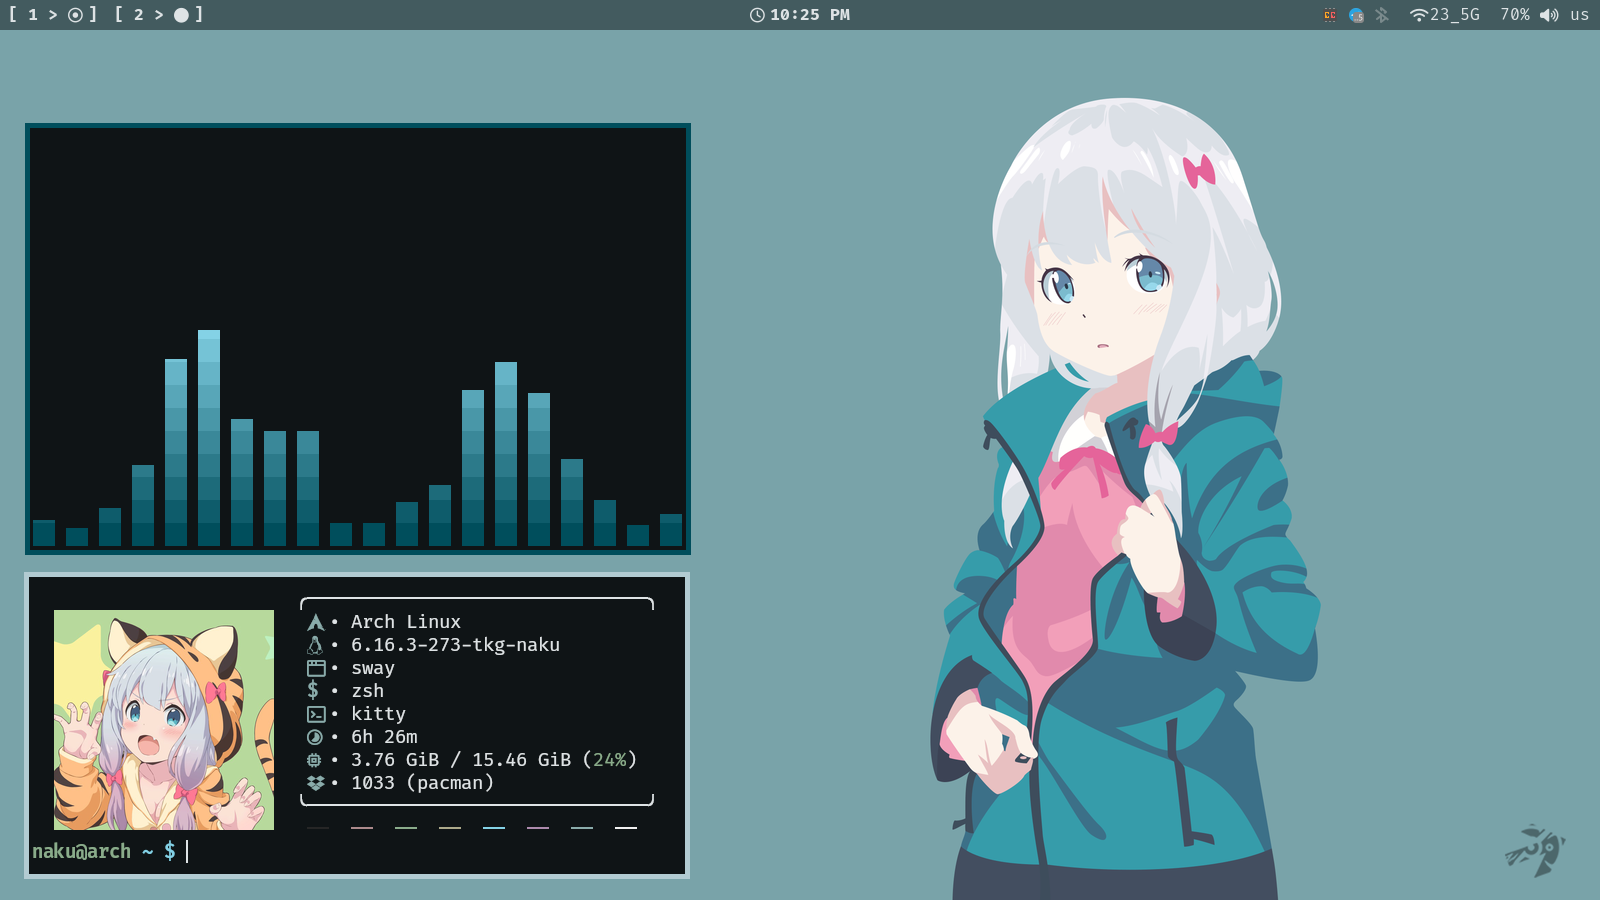 [ 1 > ] [ 2 > ]
10:25 PM
23_5G 70% us
• Arch Linux
• 6.16.3-273-tkg-naku
• sway
$ • zsh
• kitty
• 6h 26m
• 3.76 GiB / 15.46 GiB (24%)
• 1033 (pacman)
naku@arch ~ $